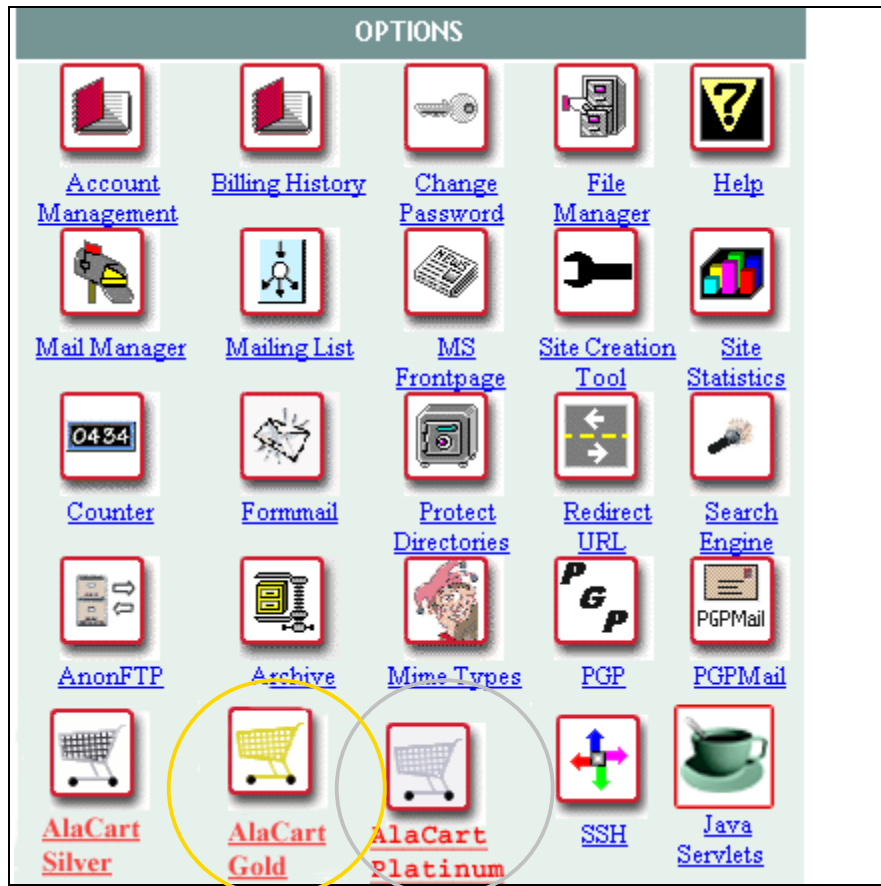 OPTIONS
Account Management
Billing History
Change Password
File Manager
?
Help
Mail Manager
Mailing List
NEWS
MS Frontpage
Site Creation Tool
Site Statistics
0434
Counter
Formmail
Protect Directories
Redirect URL
Search Engine
AnonFTP
Archive
Mime Types
PGP
PGP
PGPMail
PGPMail
AlaCart Silver
AlaCart Gold
AlaCart Platinum
SSH
Java Servlets